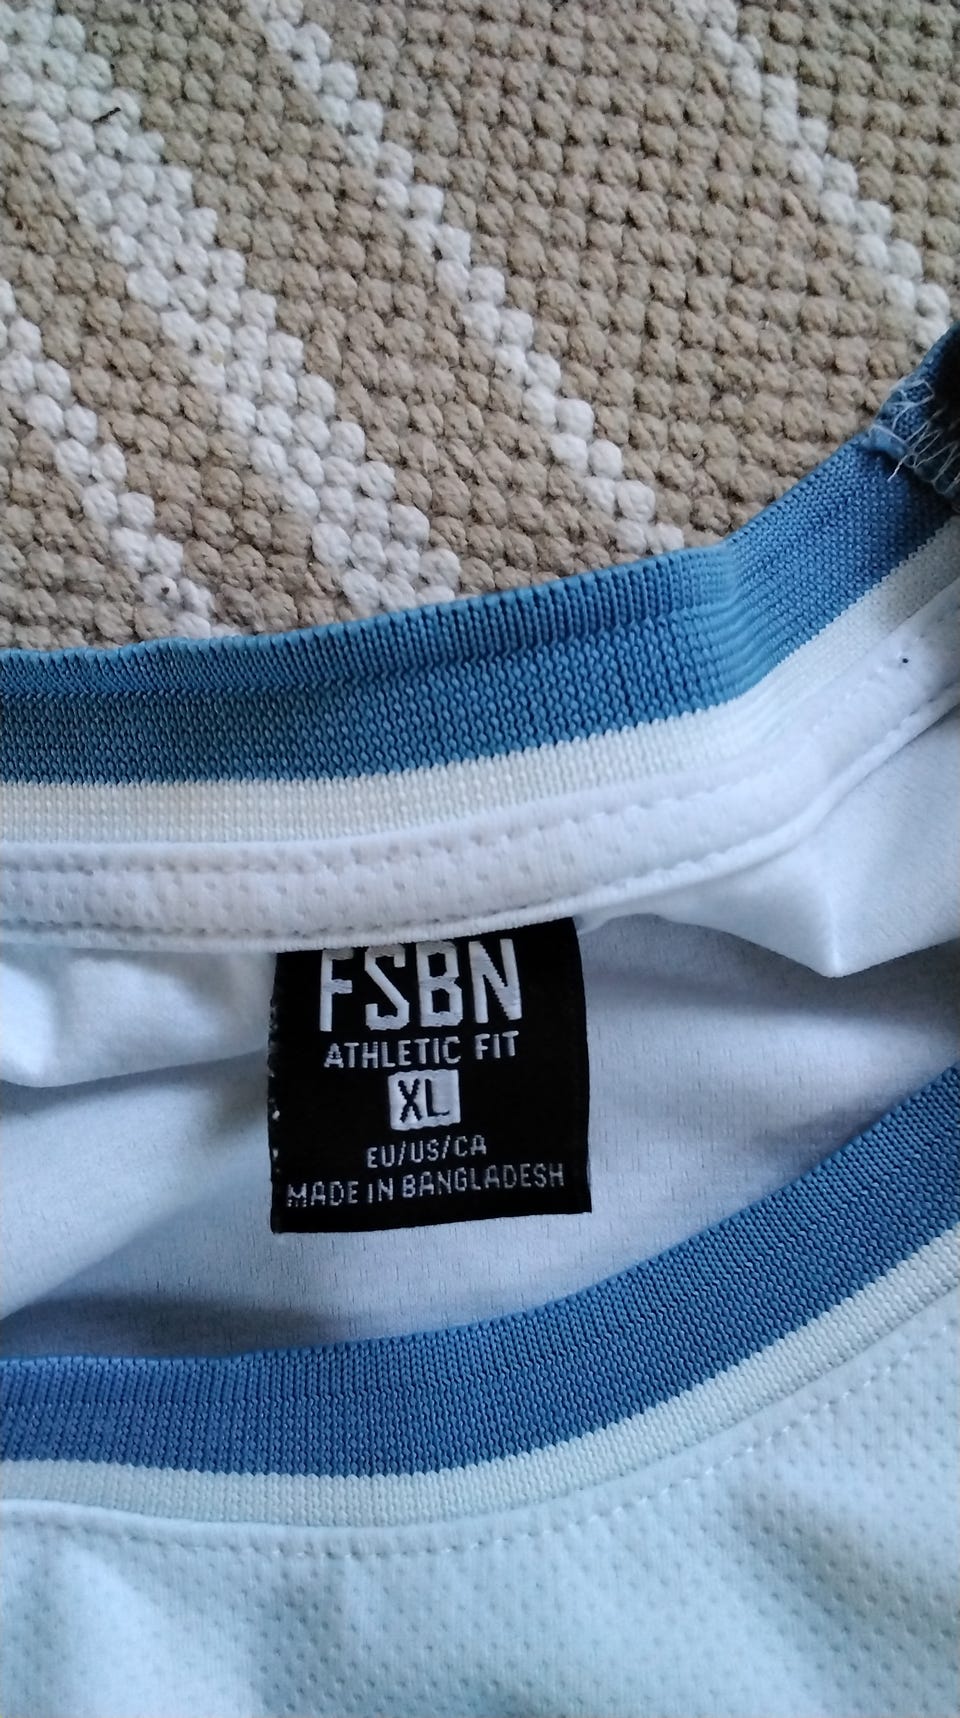 FSBN
ATHLETIC FIT
XL
EU/US/CA
MADE IN BANGLADESH